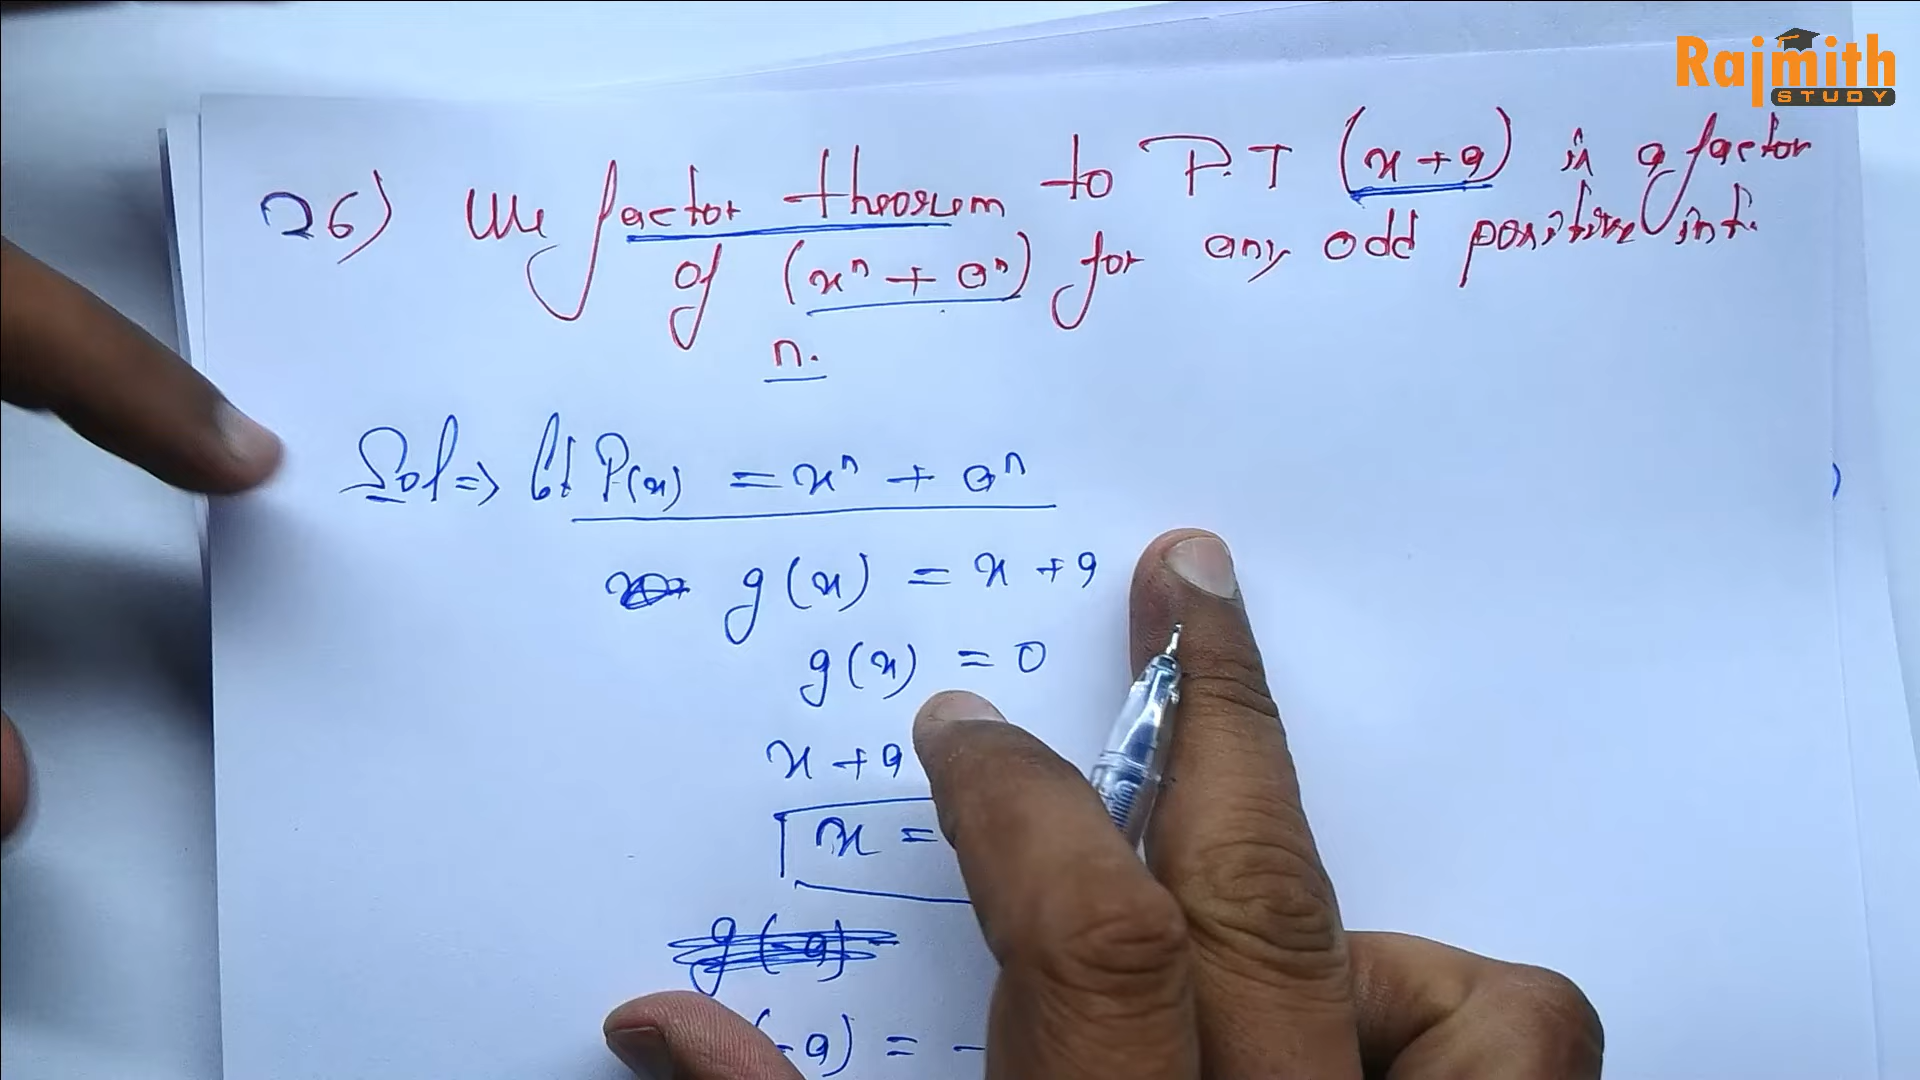 Rajmith
STUDY
26) Use factor theorem to P.T (x+a) is a factor
of (xⁿ + aⁿ) for any odd positive int.
n.
Sol => let P(x) = xⁿ + aⁿ
g(x) = x + a
g(x) = 0
x + a
x =
g(-a)
(-a) = -